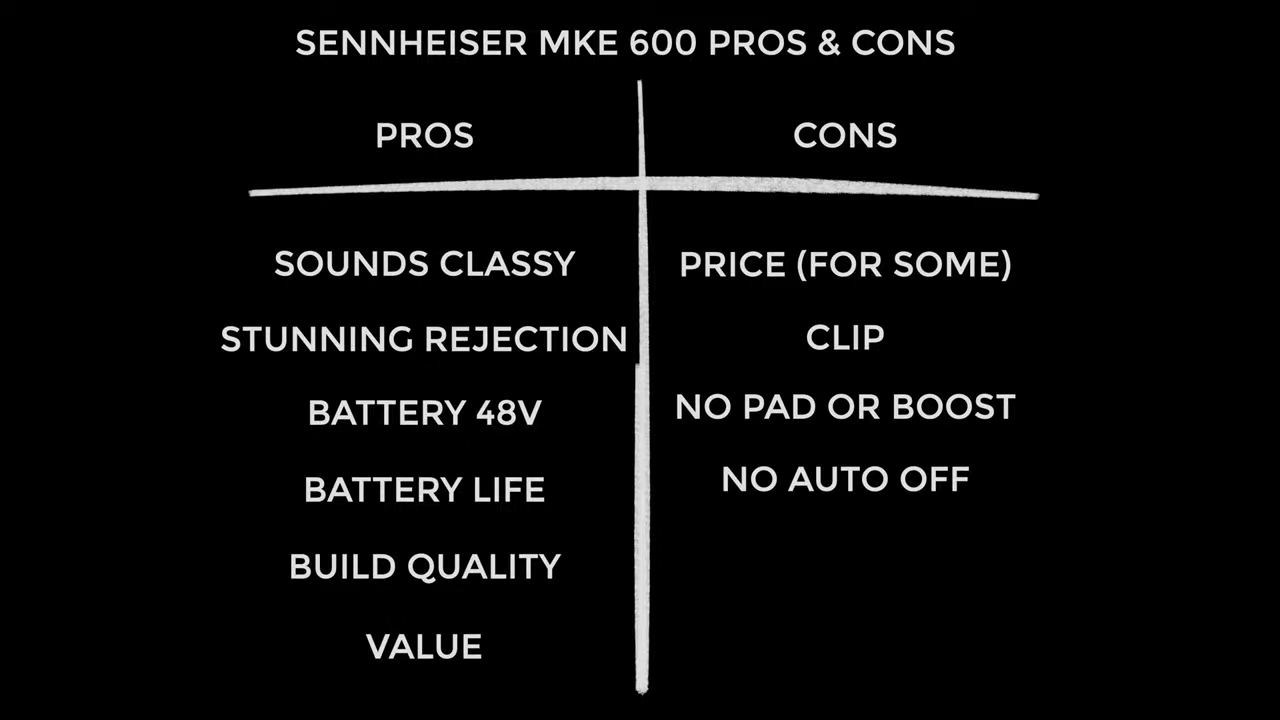 SENNHEISER MKE 600 PROS & CONS
PROS
CONS
SOUNDS CLASSY
STUNNING REJECTION
BATTERY 48V
BATTERY LIFE
BUILD QUALITY
VALUE
PRICE (FOR SOME)
CLIP
NO PAD OR BOOST
NO AUTO OFF